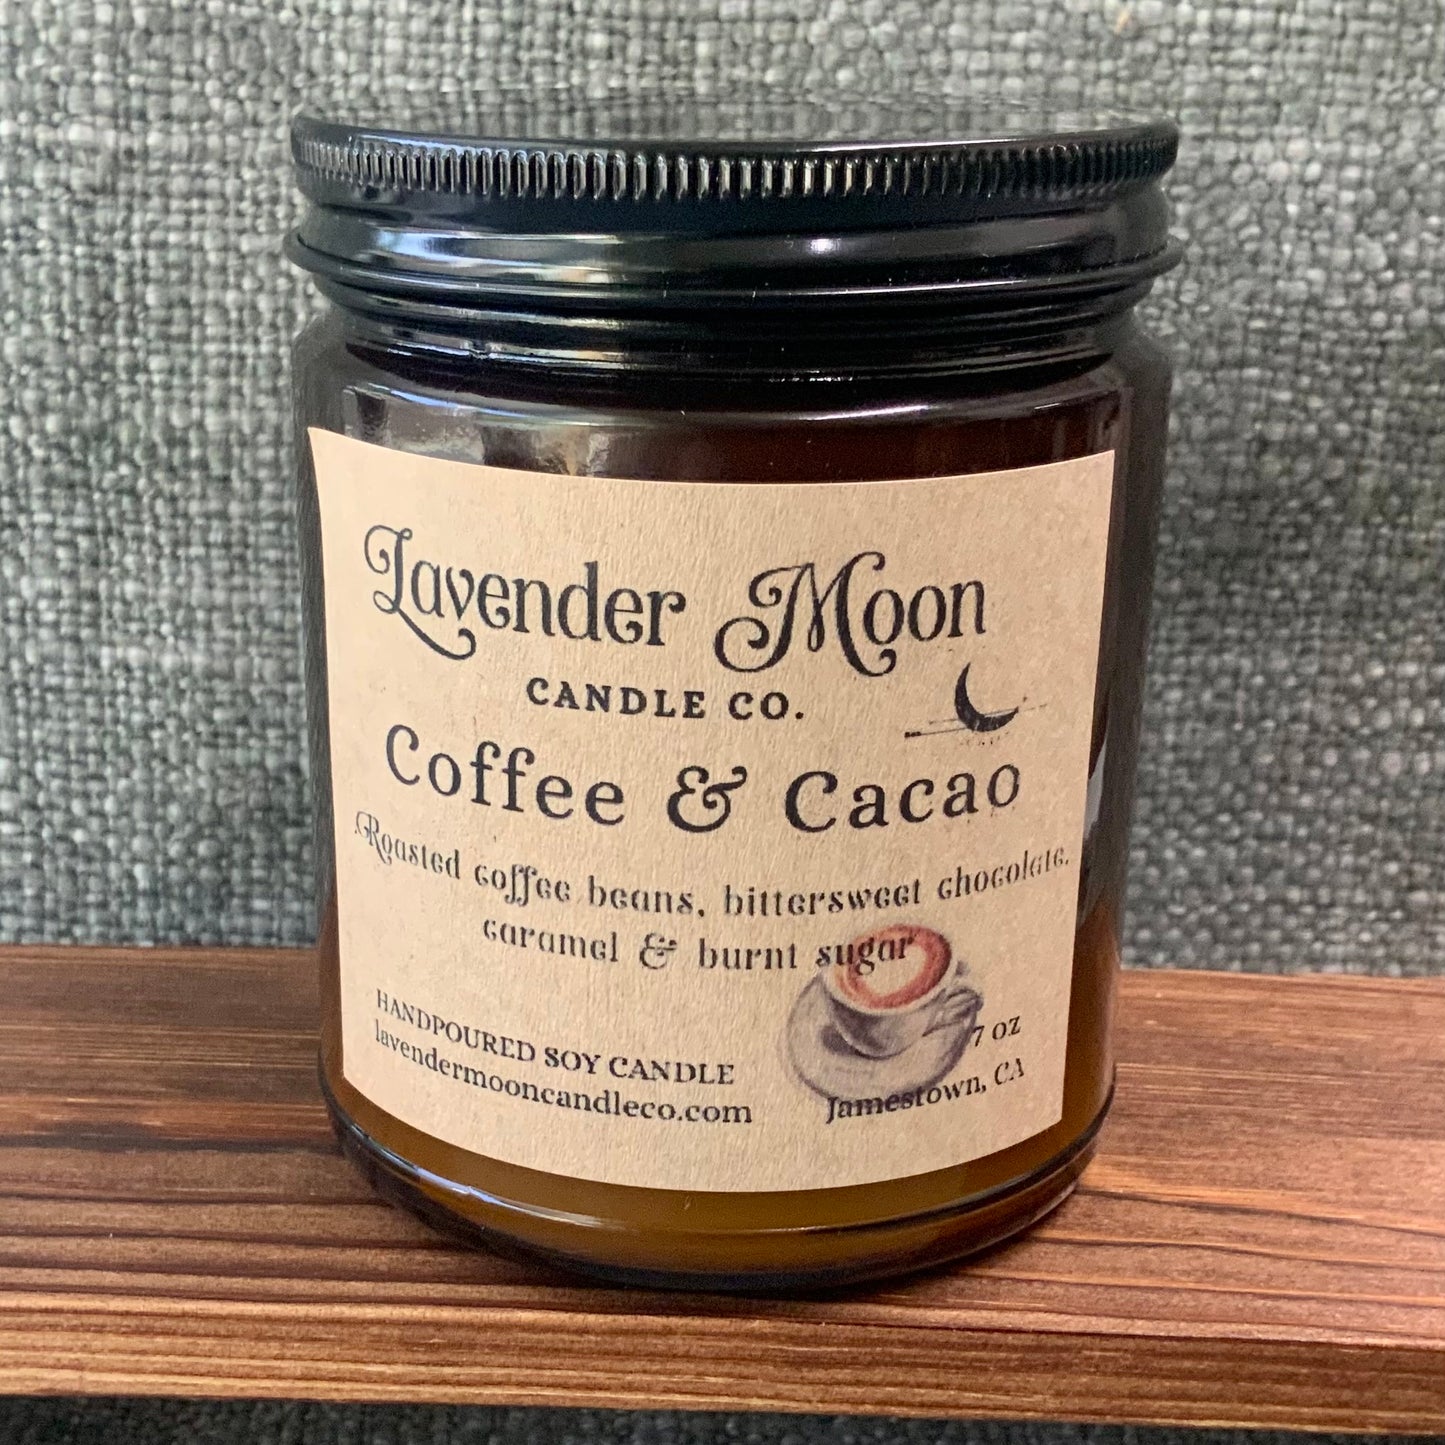 Lavender Moon
CANDLE CO.
Coffee & Cacao
Roasted coffee beans, bittersweet chocolate,
caramel & burnt sugar
HANDPOURED SOY CANDLE
7 oz
lavendermooncandleco.com
Jamestown, CA